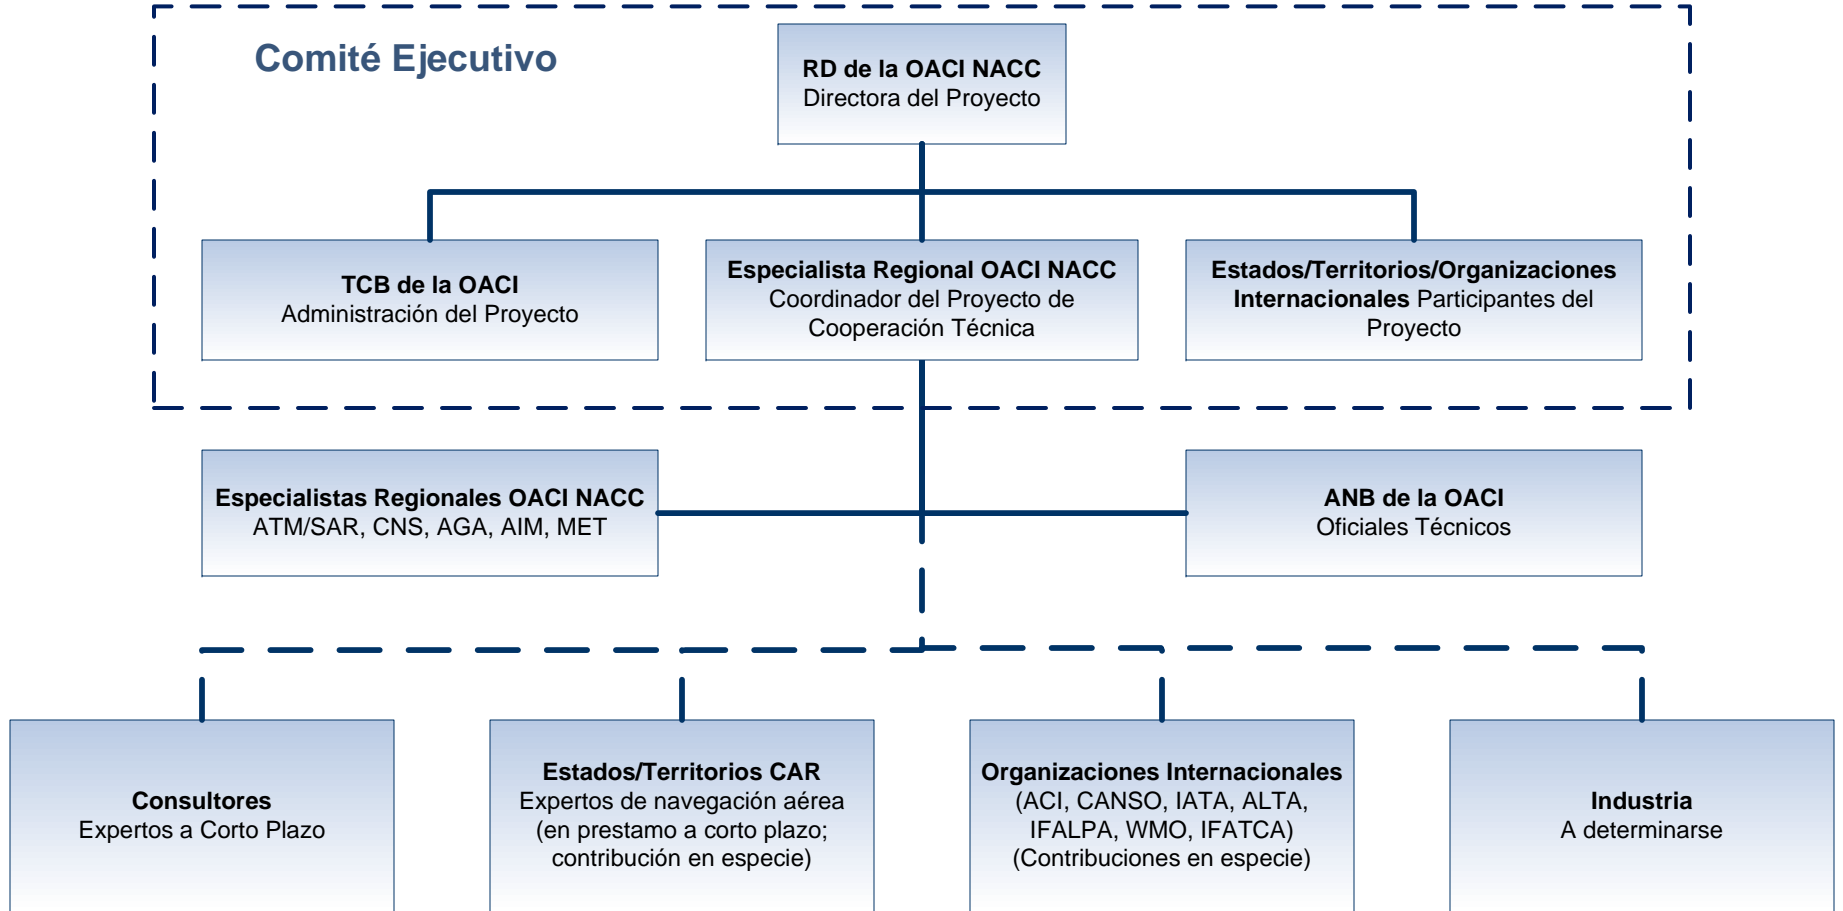 Comité Ejecutivo
RD de la OACI NACC
Directora del Proyecto
TCB de la OACI
Administración del Proyecto
Especialista Regional OACI NACC
Coordinador del Proyecto de
Cooperación Técnica
Estados/Territorios/Organizaciones
Internacionales Participantes del
Proyecto
Especialistas Regionales OACI NACC
ATM/SAR, CNS, AGA, AIM, MET
ANB de la OACI
Oficiales Técnicos
Consultores
Expertos a Corto Plazo
Estados/Territorios CAR
Expertos de navegación aérea
(en prestamo a corto plazo;
contribución en especie)
Organizaciones Internacionales
(ACI, CANSO, IATA, ALTA,
IFALPA, WMO, IFATCA)
(Contribuciones en especie)
Industria
A determinarse